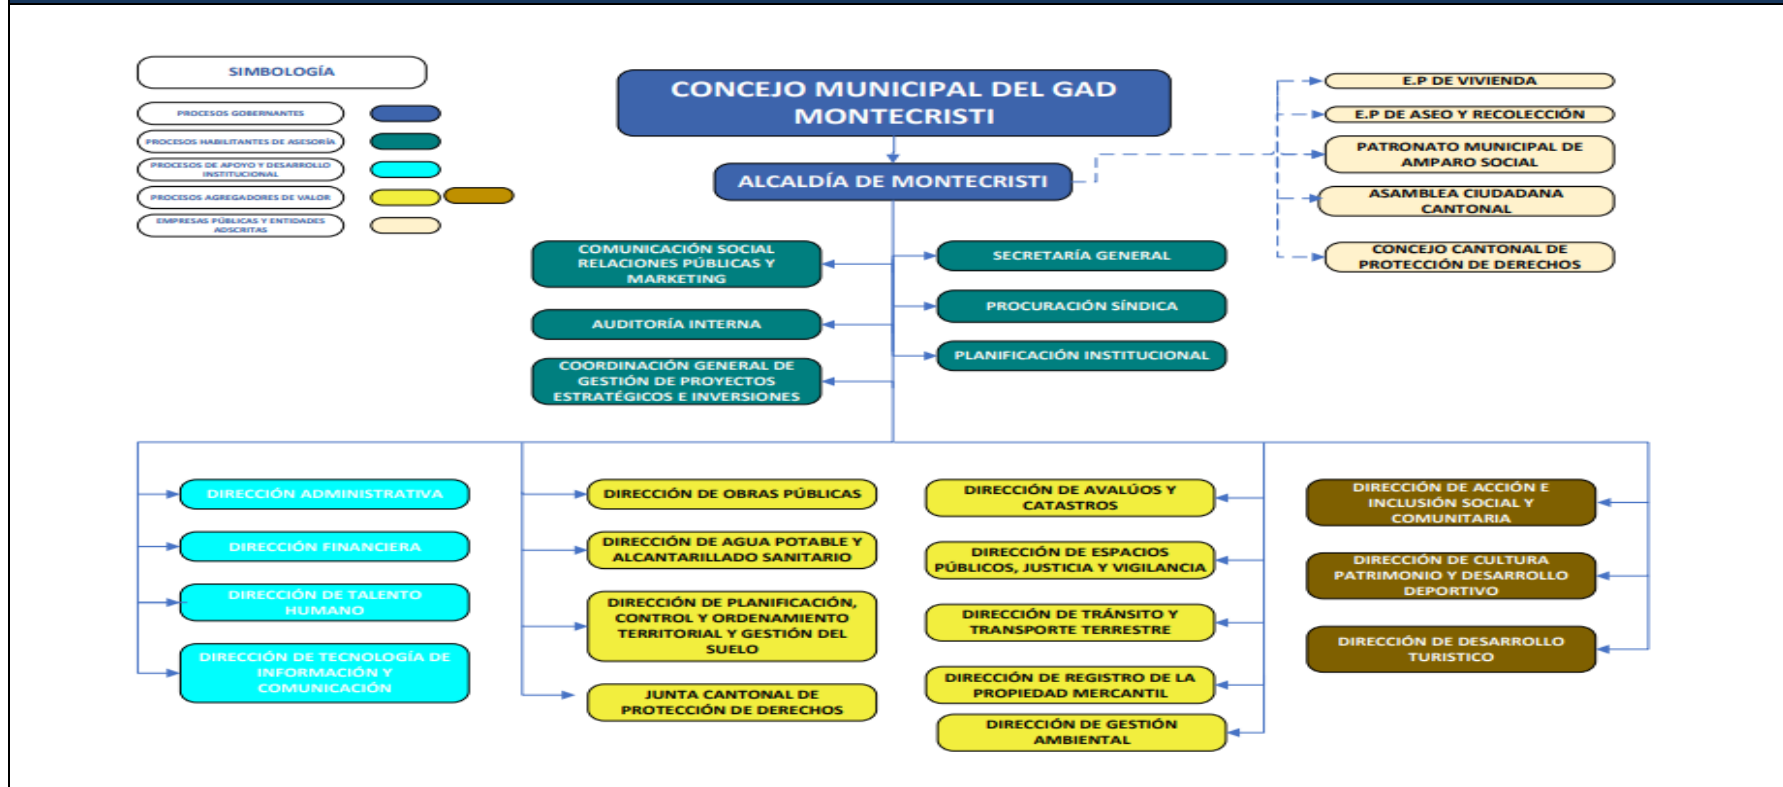 SIMBOLOGÍA
PROCESOS GOBERNANTES
PROCESOS HABILITANTES DE ASESORÍA
PROCESOS DE APOYO Y DESARROLLO
INSTITUCIONAL
PROCESOS AGREGADORES DE VALOR
EMPRESAS PÚBLICAS Y ENTIDADES
ADSCRITAS
CONCEJO MUNICIPAL DEL GAD
MONTECRISTI
ALCALDÍA DE MONTECRISTI
E.P DE VIVIENDA
E.P DE ASEO Y RECOLECCIÓN
PATRONATO MUNICIPAL DE
AMPARO SOCIAL
ASAMBLEA CIUDADANA
CANTONAL
CONCEJO CANTONAL DE
PROTECCIÓN DE DERECHOS
COMUNICACIÓN SOCIAL
RELACIONES PÚBLICAS Y
MARKETING
AUDITORÍA INTERNA
COORDINACIÓN GENERAL DE
GESTIÓN DE PROYECTOS
ESTRATÉGICOS E INVERSIONES
SECRETARÍA GENERAL
PROCURACIÓN SÍNDICA
PLANIFICACIÓN INSTITUCIONAL
DIRECCIÓN ADMINISTRATIVA
DIRECCIÓN FINANCIERA
DIRECCIÓN DE TALENTO
HUMANO
DIRECCIÓN DE TECNOLOGÍA DE
INFORMACIÓN Y
COMUNICACIÓN
DIRECCIÓN DE OBRAS PÚBLICAS
DIRECCIÓN DE AGUA POTABLE Y
ALCANTARILLADO SANITARIO
DIRECCIÓN DE PLANIFICACIÓN,
CONTROL Y ORDENAMIENTO
TERRITORIAL Y GESTIÓN DEL
SUELO
JUNTA CANTONAL DE
PROTECCIÓN DE DERECHOS
DIRECCIÓN DE AVALÚOS Y
CATASTROS
DIRECCIÓN DE ESPACIOS
PÚBLICOS, JUSTICIA Y VIGILANCIA
DIRECCIÓN DE TRÁNSITO Y
TRANSPORTE TERRESTRE
DIRECCIÓN DE REGISTRO DE LA
PROPIEDAD MERCANTIL
DIRECCIÓN DE GESTIÓN
AMBIENTAL
DIRECCIÓN DE ACCIÓN E
INCLUSIÓN SOCIAL Y
COMUNITARIA
DIRECCIÓN DE CULTURA
PATRIMONIO Y DESARROLLO
DEPORTIVO
DIRECCIÓN DE DESARROLLO
TURISTICO